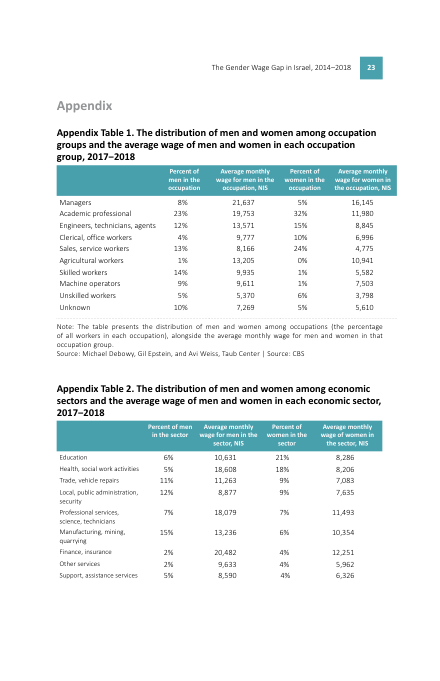 The Gender Wage Gap in Israel, 2014–2018 23
Appendix
Appendix Table 1. The distribution of men and women among occupation
groups and the average wage of men and women in each occupation
group, 2017–2018
Percent of men in the occupation | Average monthly wage for men in the occupation, NIS | Percent of women in the occupation | Average monthly wage for women in the occupation, NIS
Managers 8% 21,637 5% 16,145
Academic professional 23% 19,753 32% 11,980
Engineers, technicians, agents 12% 13,571 15% 8,845
Clerical, office workers 4% 9,777 10% 6,996
Sales, service workers 13% 8,166 24% 4,775
Agricultural workers 1% 13,205 0% 10,941
Skilled workers 14% 9,935 1% 5,582
Machine operators 9% 9,611 1% 7,503
Unskilled workers 5% 5,370 6% 3,798
Unknown 10% 7,269 5% 5,610
Note: The table presents the distribution of men and women among occupations (the percentage
of all workers in each occupation), alongside the average monthly wage for men and women in that
occupation group.
Source: Michael Debowy, Gil Epstein, and Avi Weiss, Taub Center | Source: CBS
Appendix Table 2. The distribution of men and women among economic
sectors and the average wage of men and women in each economic sector,
2017–2018
Percent of men in the sector | Average monthly wage for men in the sector, NIS | Percent of women in the sector | Average monthly wage of women in the sector, NIS
Education 6% 10,631 21% 8,286
Health, social work activities 5% 18,608 18% 8,206
Trade, vehicle repairs 11% 11,263 9% 7,083
Local, public administration, 12% 8,877 9% 7,635
security
Professional services, 7% 18,079 7% 11,493
science, technicians
Manufacturing, mining, 15% 13,236 6% 10,354
quarrying
Finance, insurance 2% 20,482 4% 12,251
Other services 2% 9,633 4% 5,962
Support, assistance services 5% 8,590 4% 6,326